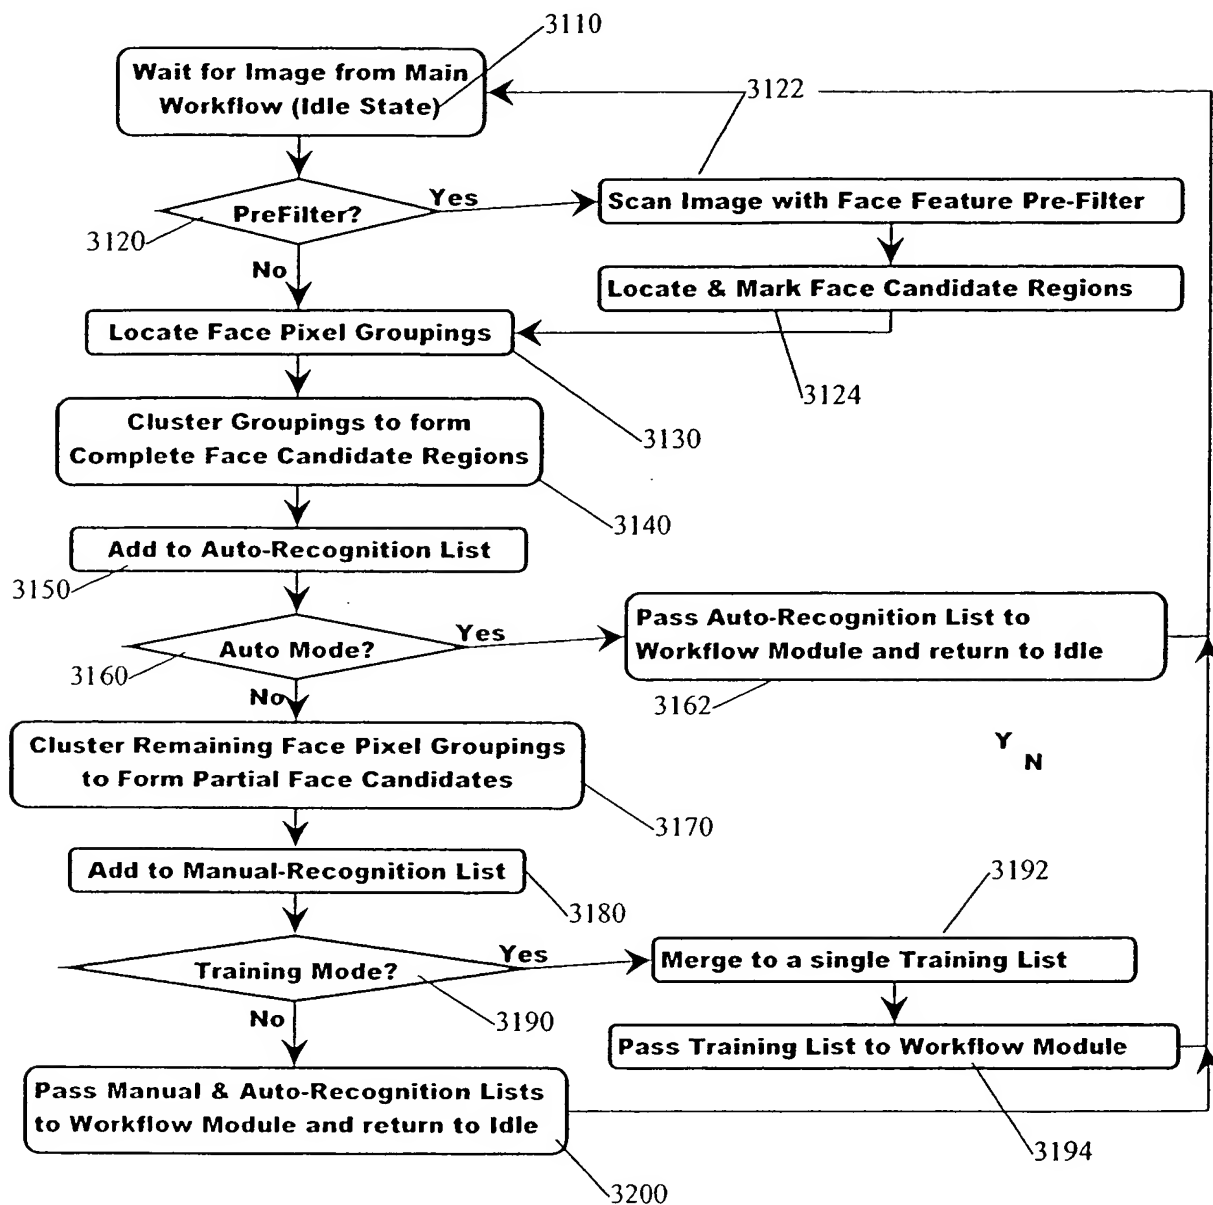 3110
Wait for Image from Main
Workflow (Idle State)
3122
PreFilter?
Yes
Scan Image with Face Feature Pre-Filter
3120
No
Locate & Mark Face Candidate Regions
Locate Face Pixel Groupings
3124
3130
Cluster Groupings to form
Complete Face Candidate Regions
3140
Add to Auto-Recognition List
3150
Auto Mode?
Yes
Pass Auto-Recognition List to
Workflow Module and return to Idle
3160
3162
No
Y
N
Cluster Remaining Face Pixel Groupings
to Form Partial Face Candidates
3170
Add to Manual-Recognition List
3180
3192
Training Mode?
Yes
Merge to a single Training List
3190
No
Pass Training List to Workflow Module
3194
Pass Manual & Auto-Recognition Lists
to Workflow Module and return to Idle
3200